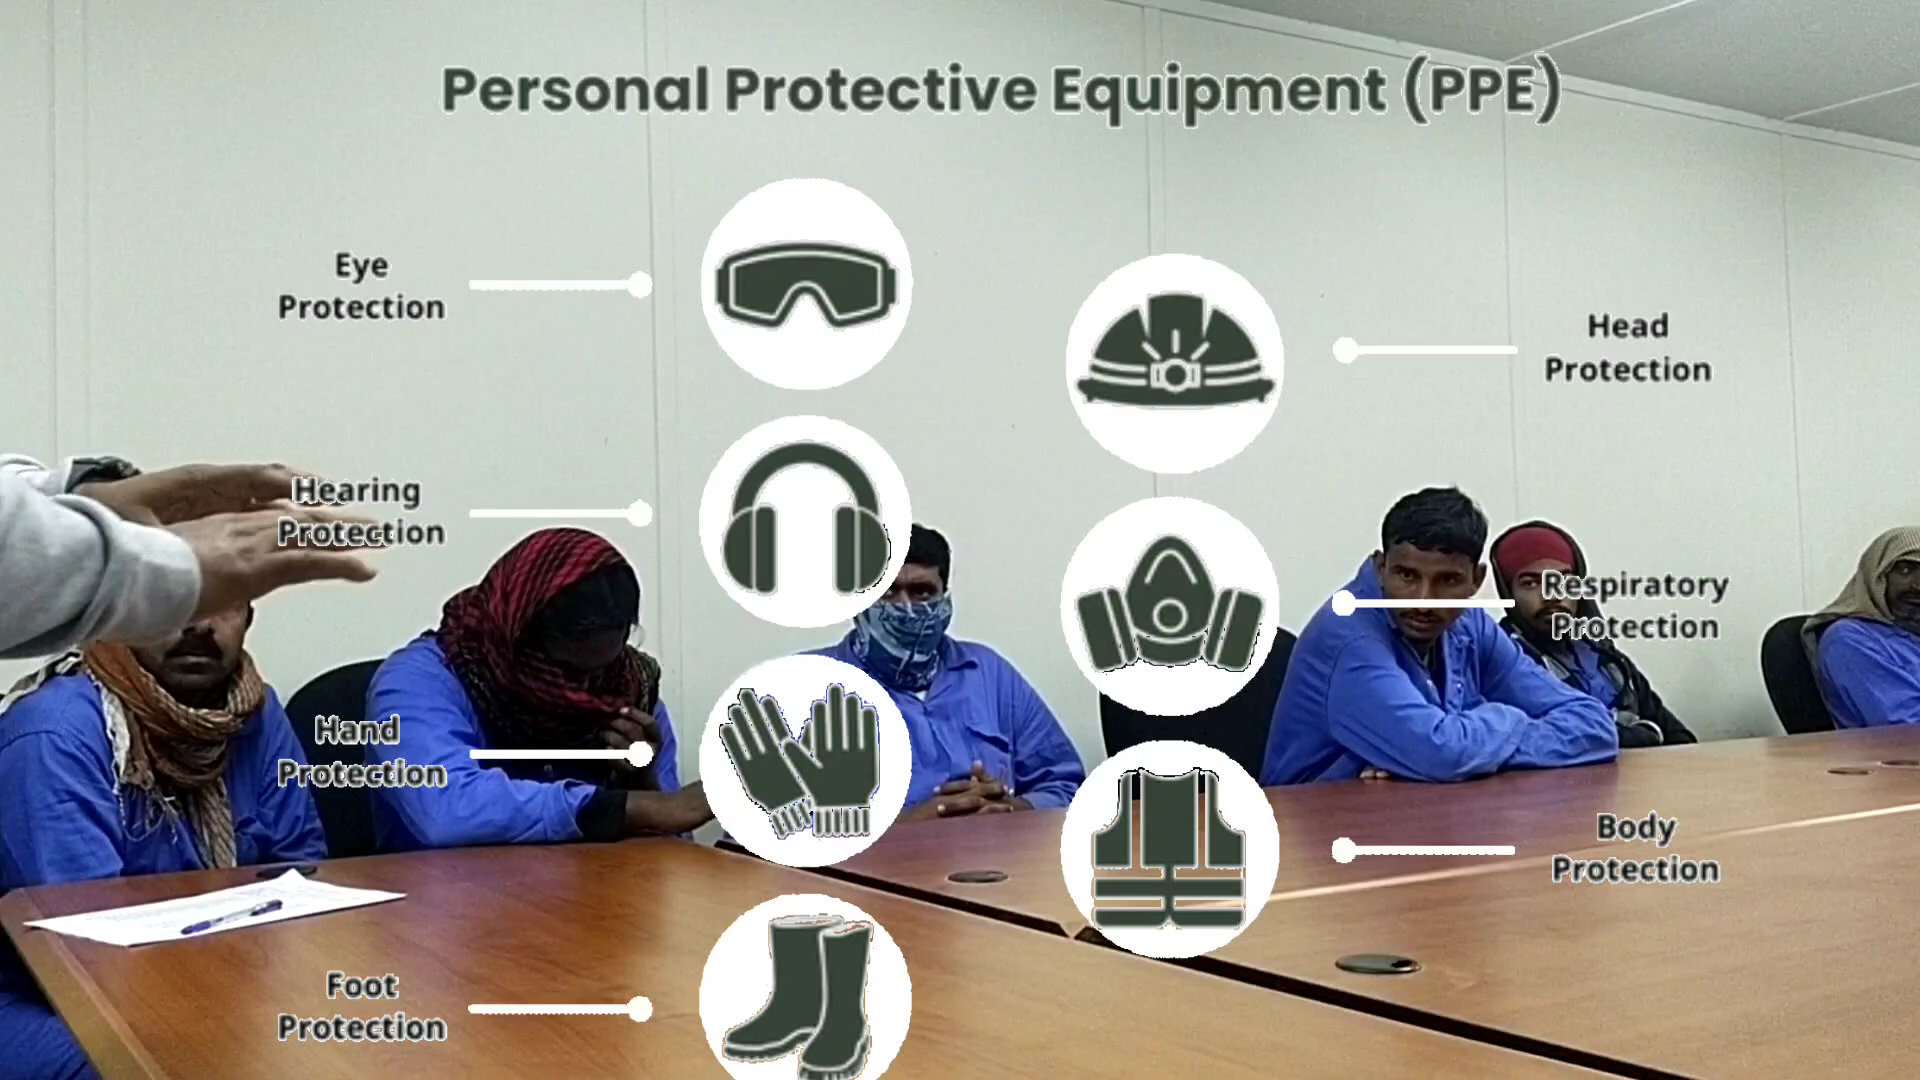 Personal Protective Equipment (PPE)
Eye
Protection
Head
Protection
Hearing
Protection
Respiratory
Protection
Hand
Protection
Body
Protection
Foot
Protection